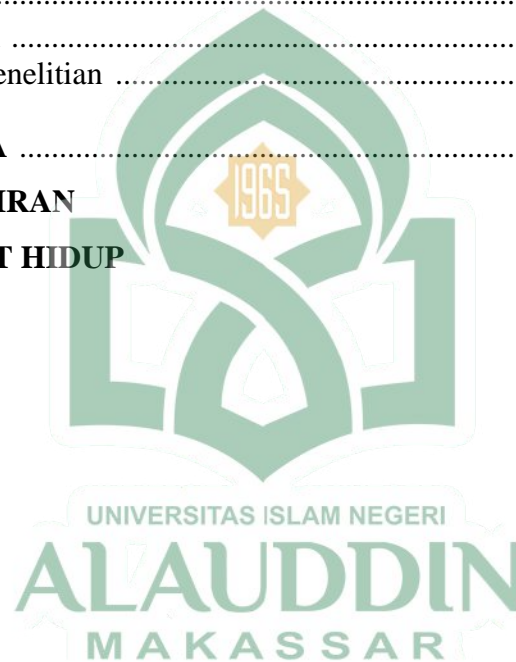 ................................................................
................................................................
enelitian ................................................
A ................................................................
IRAN
T HIDUP
1965
UNIVERSITAS ISLAM NEGERI
ALAUDDIN
MAKASSAR